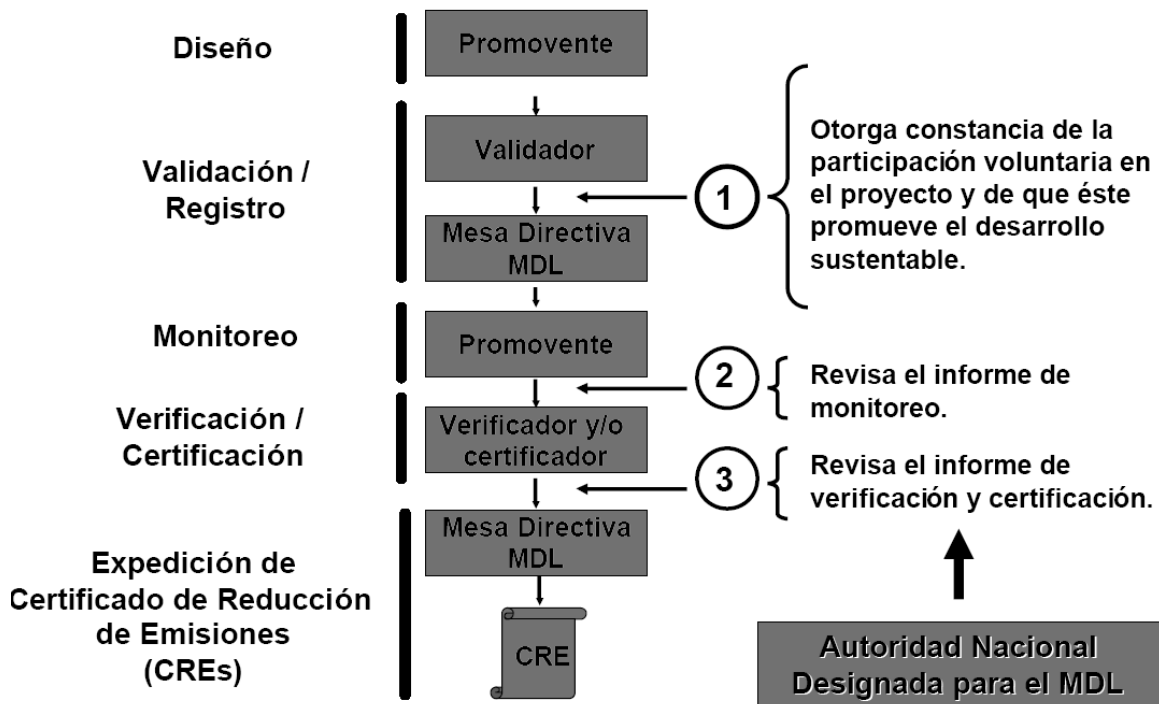 Diseño
Promovente
Validación /
Registro
Validador
Mesa Directiva
MDL
1
Otorga constancia de la
participación voluntaria en
el proyecto y de que éste
promueve el desarrollo
sustentable.
Monitoreo
Promovente
2
Revisa el informe de
monitoreo.
Verificación /
Certificación
Verificador y/o
certificador
3
Revisa el informe de
verificación y certificación.
Expedición de
Certificado de Reducción
de Emisiones
(CREs)
Mesa Directiva
MDL
CRE
Autoridad Nacional
Designada para el MDL